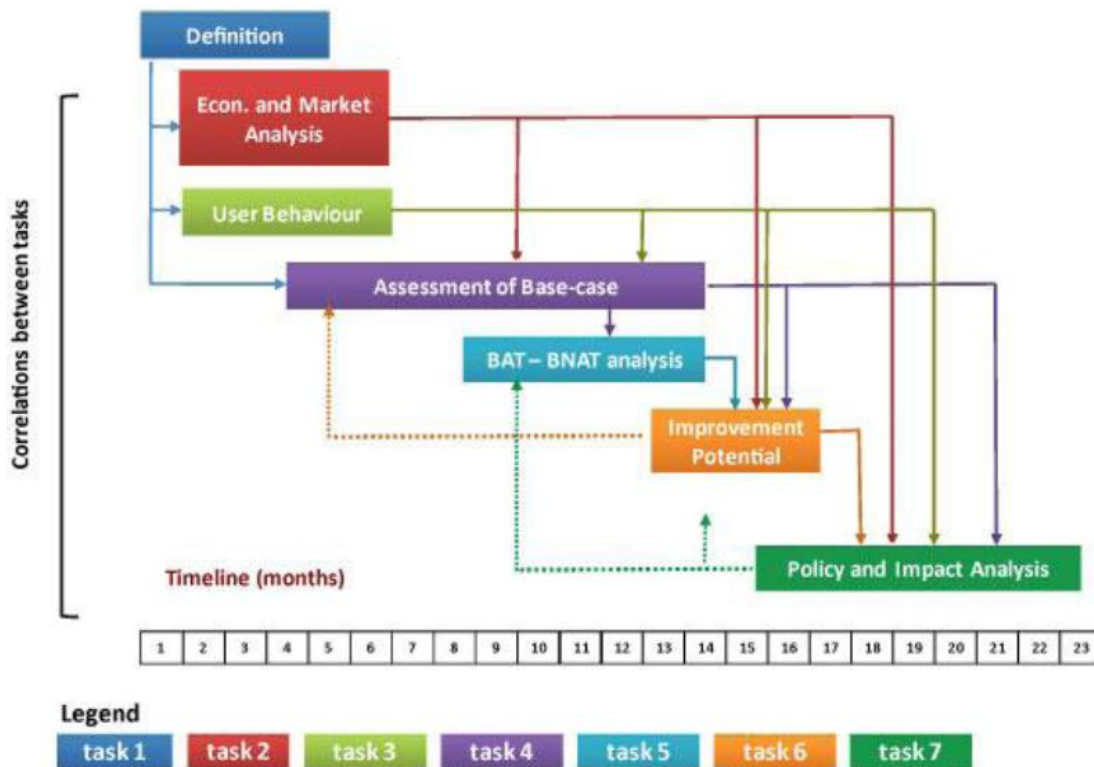 Definition
Econ. and Market
Analysis
User Behaviour
Assessment of Base-case
BAT – BNAT analysis
Improvement
Potential
Policy and Impact Analysis
Correlations between tasks
Timeline (months)
1 2 3 4 5 6 7 8 9 10 11 12 13 14 15 16 17 18 19 20 21 22 23
Legend
task 1 task 2 task 3 task 4 task 5 task 6 task 7